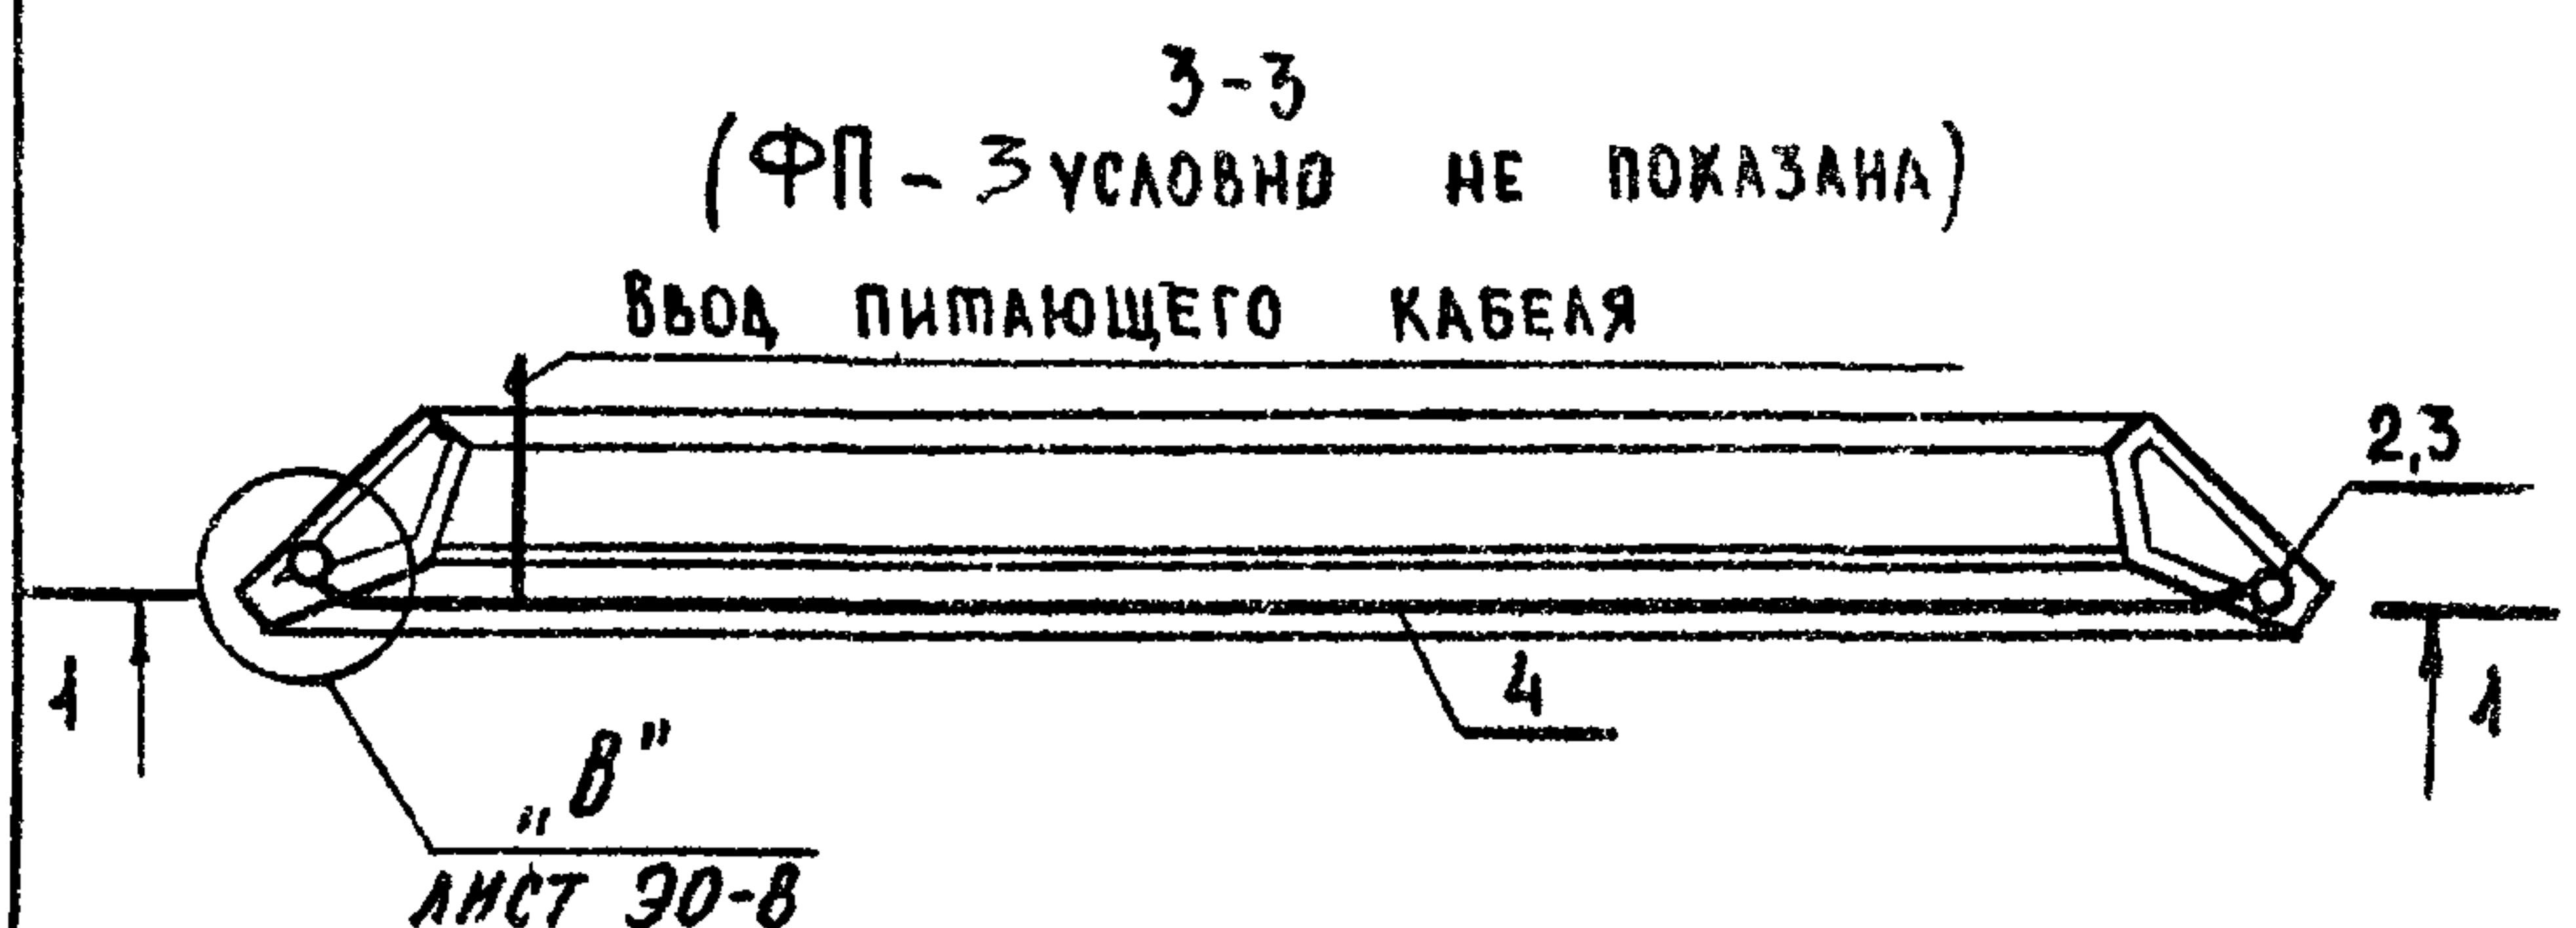 3-3
(ФП-3 УСЛОВНО НЕ ПОКАЗАНА)
ВВОД ПИТАЮЩЕГО КАБЕЛЯ
2,3
4
1
1
„В"
ЛИСТ ЭО-8